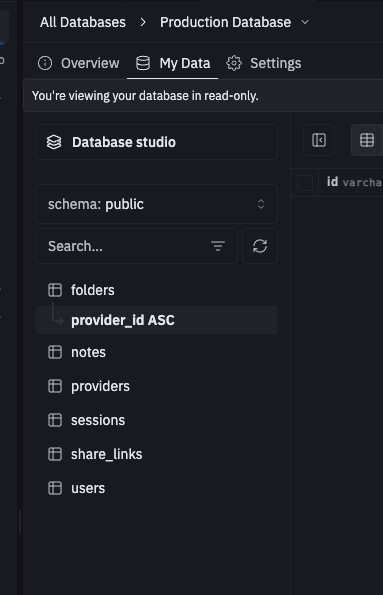 All Databases > Production Database
Overview My Data Settings
You're viewing your database in read-only.
Database studio
schema: public
id varcha
Search...
folders
provider_id ASC
notes
providers
sessions
share_links
users